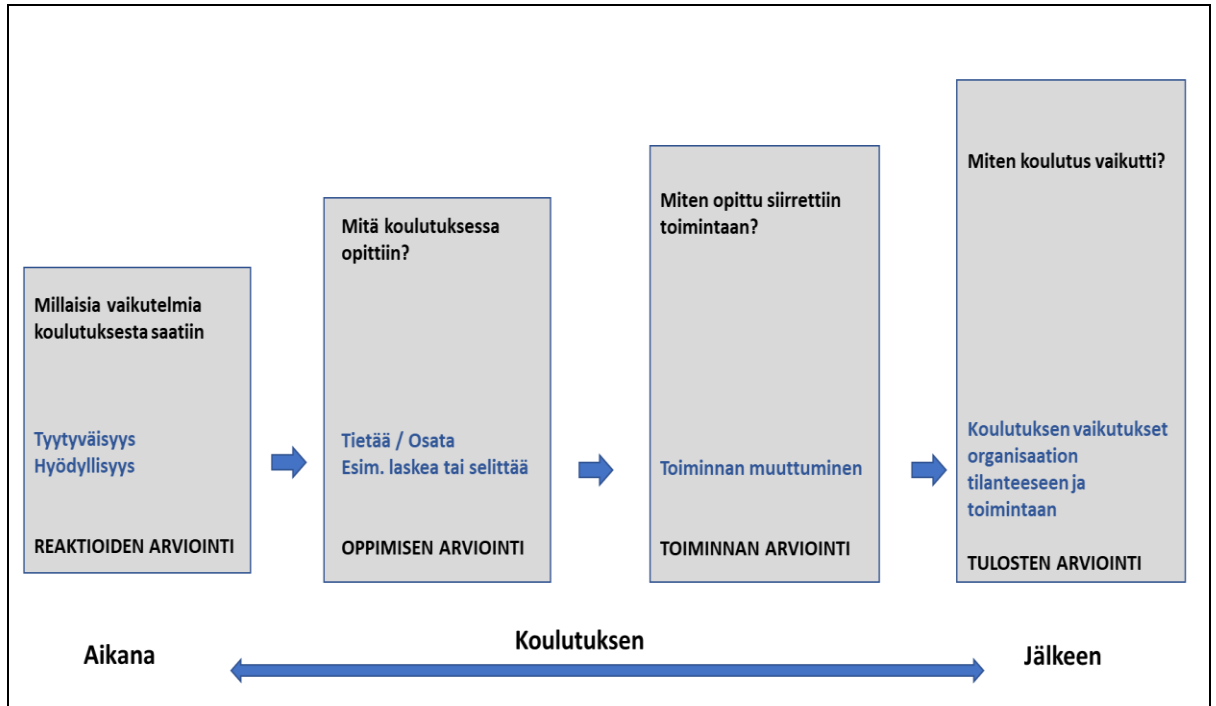 Millaisia vaikutelmia
koulutuksesta saatiin
Tyytyväisyys
Hyödyllisyys
REAKTIOIDEN ARVIOINTI
Mitä koulutuksessa
opittiin?
Tietää / Osata
Esim. laskea tai selittää
OPPIMISEN ARVIOINTI
Miten opittu siirrettiin
toimintaan?
Toiminnan muuttuminen
TOIMINNAN ARVIOINTI
Miten koulutus vaikutti?
Koulutuksen vaikutukset
organisaation
tilanteeseen ja
toimintaan
TULOSTEN ARVIOINTI
Aikana
Koulutuksen
Jälkeen